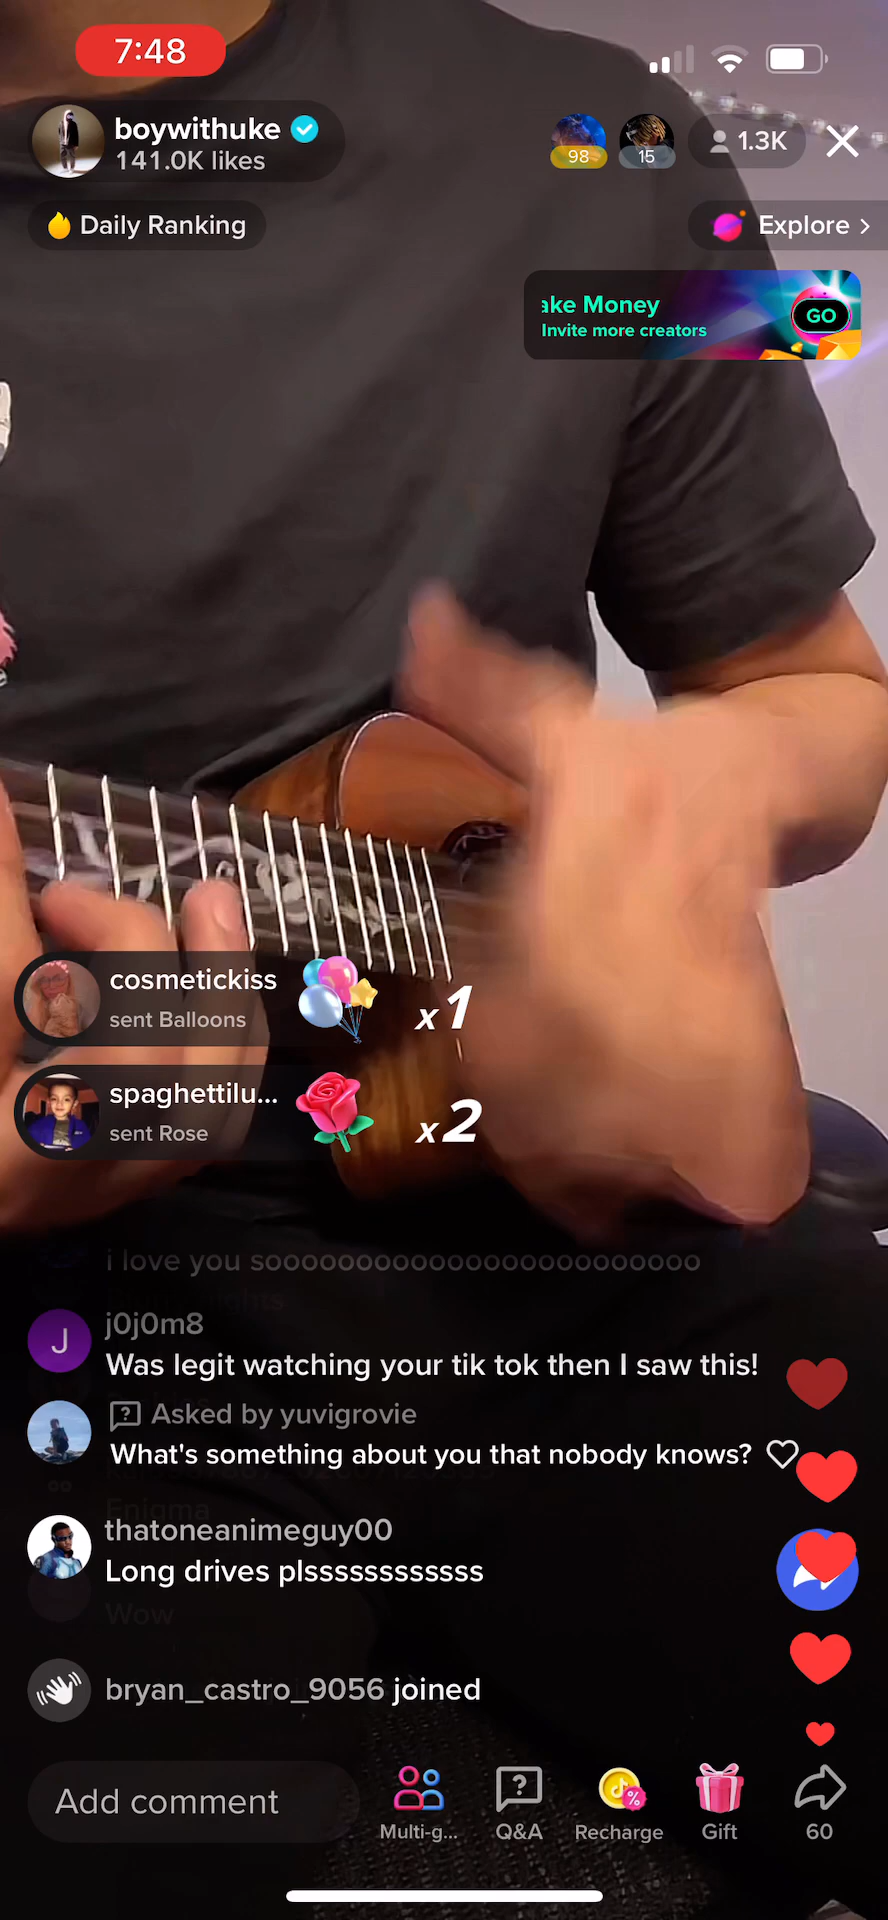 7:48
boywithuke
141.0K likes
98
15
1.3K
Daily Ranking
Explore >
ake Money
Invite more creators
GO
cosmetickiss
sent Balloons
x1
spaghettilu...
sent Rose
x2
i love you sooooooooooooooooooooooooo
J
j0j0m8
Was legit watching your tik tok then I saw this!
Asked by yuvigrovie
What's something about you that nobody knows?
Enigma
thatoneanimeguy00
Long drives plssssssssssss
Wow
bryan_castro_9056 joined
Add comment
Multi-g...
Q&A
Recharge
Gift
60